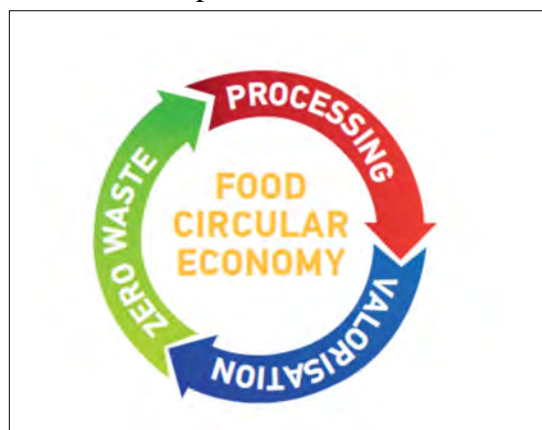 PROCESSING
FOOD
CIRCULAR
ECONOMY
VALORISATION
ZERO WASTE